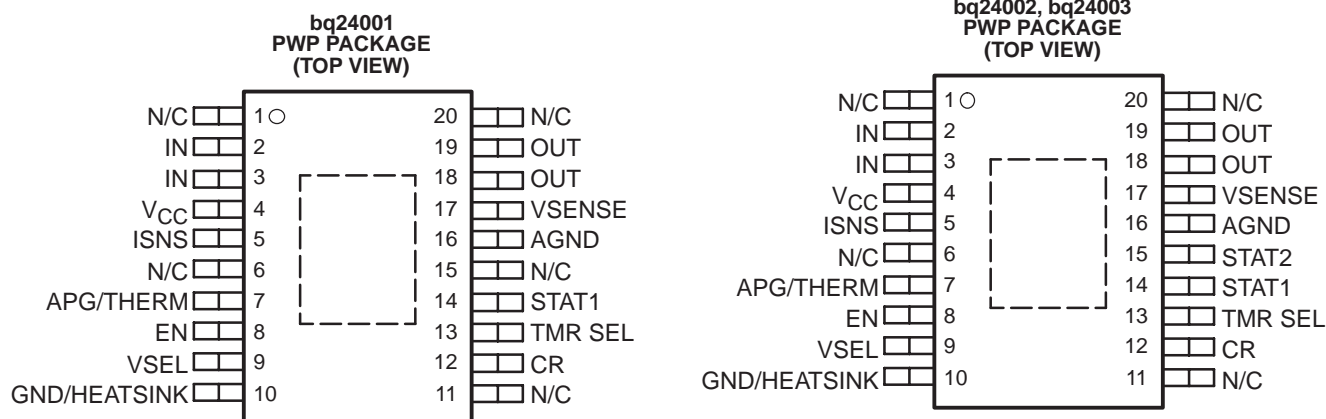 bq24001
PWP PACKAGE
(TOP VIEW)
N/C 1 20 N/C
IN 2 19 OUT
IN 3 18 OUT
VCC 4 17 VSENSE
ISNS 5 16 AGND
N/C 6 15 N/C
APG/THERM 7 14 STAT1
EN 8 13 TMR SEL
VSEL 9 12 CR
GND/HEATSINK 10 11 N/C
bq24002, bq24003
PWP PACKAGE
(TOP VIEW)
N/C 1 20 N/C
IN 2 19 OUT
IN 3 18 OUT
VCC 4 17 VSENSE
ISNS 5 16 AGND
N/C 6 15 STAT2
APG/THERM 7 14 STAT1
EN 8 13 TMR SEL
VSEL 9 12 CR
GND/HEATSINK 10 11 N/C